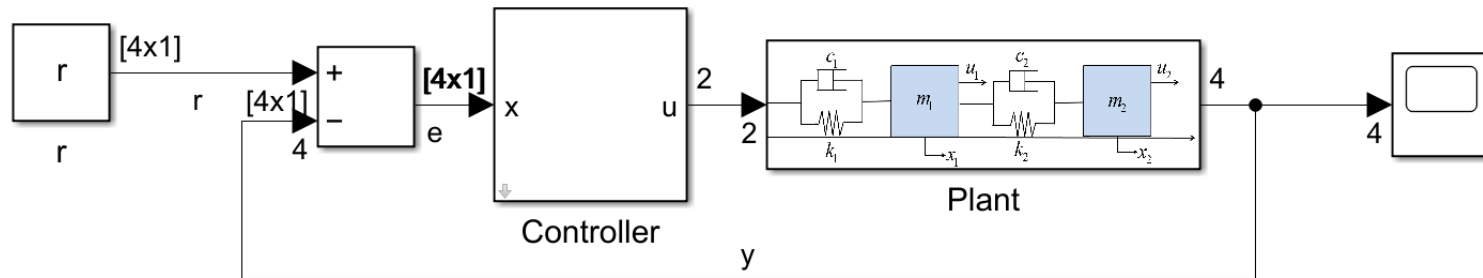 r
[4x1]
r
r
[4x1]
4
+
−
[4x1]
e
x
u
Controller
2
2
c₁
k₁
m₁
u₁
x₁
c₂
k₂
m₂
u₂
x₂
Plant
4
4
y